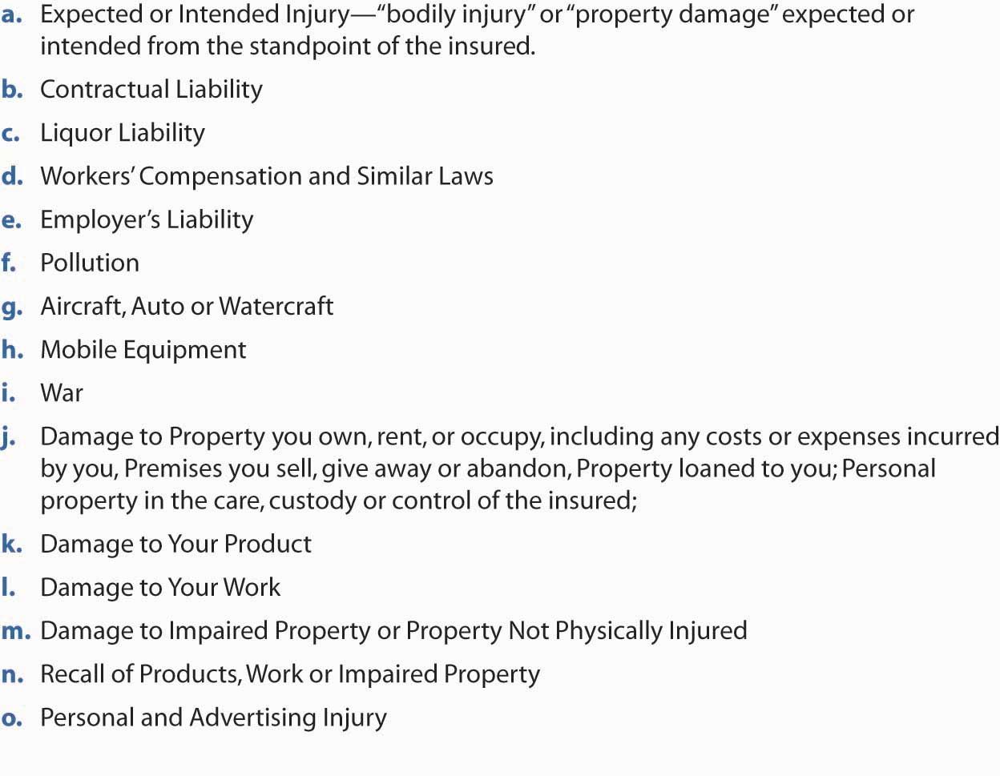 a. Expected or Intended Injury—“bodily injury” or “property damage” expected or
intended from the standpoint of the insured.
b. Contractual Liability
c. Liquor Liability
d. Workers’ Compensation and Similar Laws
e. Employer’s Liability
f. Pollution
g. Aircraft, Auto or Watercraft
h. Mobile Equipment
i. War
j. Damage to Property you own, rent, or occupy, including any costs or expenses incurred
by you, Premises you sell, give away or abandon, Property loaned to you; Personal
property in the care, custody or control of the insured;
k. Damage to Your Product
l. Damage to Your Work
m. Damage to Impaired Property or Property Not Physically Injured
n. Recall of Products, Work or Impaired Property
o. Personal and Advertising Injury